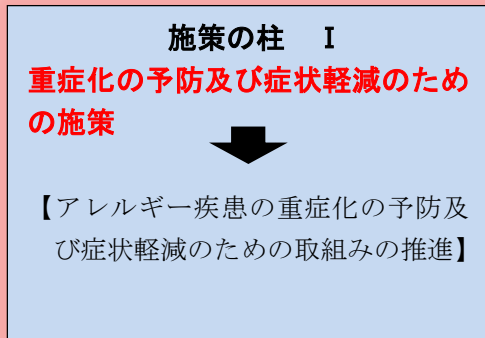 施策の柱　Ⅰ
重症化の予防及び症状軽減のため
の施策
【アレルギー疾患の重症化の予防及
び症状軽減のための取組みの推進】